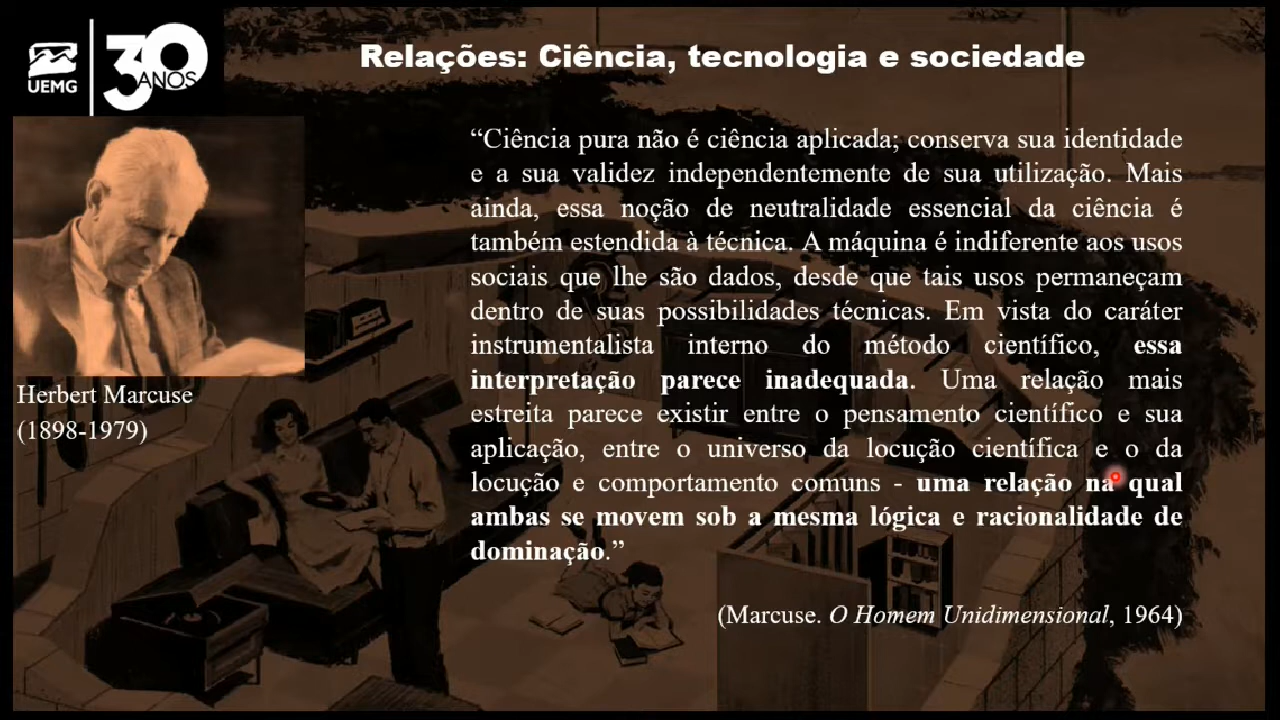 UEMG
30
ANOS
Relações: Ciência, tecnologia e sociedade
“Ciência pura não é ciência aplicada; conserva sua identidade
e a sua validez independentemente de sua utilização. Mais
ainda, essa noção de neutralidade essencial da ciência é
também estendida à técnica. A máquina é indiferente aos usos
sociais que lhe são dados, desde que tais usos permaneçam
dentro de suas possibilidades técnicas. Em vista do caráter
instrumentalista interno do método científico, essa
interpretação parece inadequada. Uma relação mais
estreita parece existir entre o pensamento científico e sua
aplicação, entre o universo da locução científica e o da
locução e comportamento comuns - uma relação na qual
ambas se movem sob a mesma lógica e racionalidade de
dominação.”
(Marcuse. O Homem Unidimensional, 1964)
Herbert Marcuse
(1898-1979)